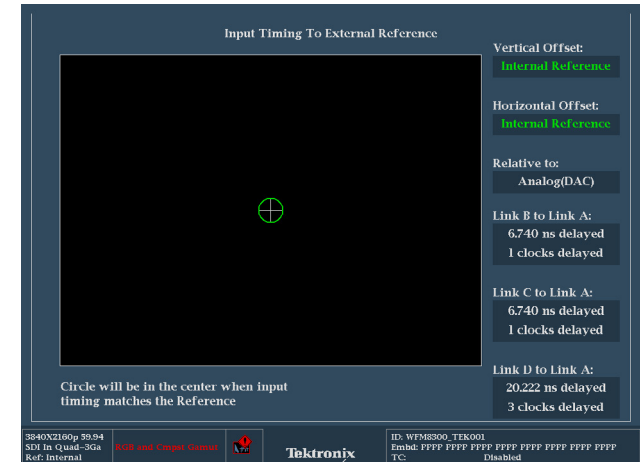 Input Timing To External Reference
Vertical Offset:
Internal Reference
Horizontal Offset:
Internal Reference
Relative to:
Analog(DAC)
Link B to Link A:
6.740 ns delayed
1 clocks delayed
Link C to Link A:
6.740 ns delayed
1 clocks delayed
Link D to Link A:
20.222 ns delayed
3 clocks delayed
Circle will be in the center when input
timing matches the Reference
3840X2160p 59.94
SDI In Quad-3Ga
Ref: Internal
RGB and Cmpst Gamut
Tektronix
ID: WFM8300_TEK001
Embd: PPPP PPPP PPPP PPPP PPPP PPPP PPPP PPPP
TC: Disabled